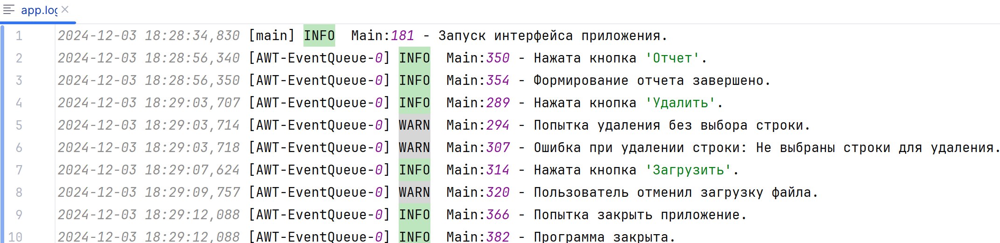 app.log
1 2024-12-03 18:28:34,830 [main] INFO  Main:181 - Запуск интерфейса приложения.
2 2024-12-03 18:28:56,340 [AWT-EventQueue-0] INFO  Main:350 - Нажата кнопка 'Отчет'.
3 2024-12-03 18:28:56,350 [AWT-EventQueue-0] INFO  Main:354 - Формирование отчета завершено.
4 2024-12-03 18:29:03,707 [AWT-EventQueue-0] INFO  Main:289 - Нажата кнопка 'Удалить'.
5 2024-12-03 18:29:03,714 [AWT-EventQueue-0] WARN  Main:294 - Попытка удаления без выбора строки.
6 2024-12-03 18:29:03,718 [AWT-EventQueue-0] WARN  Main:307 - Ошибка при удалении строки: Не выбраны строки для удаления.
7 2024-12-03 18:29:07,624 [AWT-EventQueue-0] INFO  Main:314 - Нажата кнопка 'Загрузить'.
8 2024-12-03 18:29:09,757 [AWT-EventQueue-0] WARN  Main:320 - Пользователь отменил загрузку файла.
9 2024-12-03 18:29:12,088 [AWT-EventQueue-0] INFO  Main:366 - Попытка закрыть приложение.
10 2024-12-03 18:29:12,088 [AWT-EventQueue-0] INFO  Main:382 - Программа закрыта.